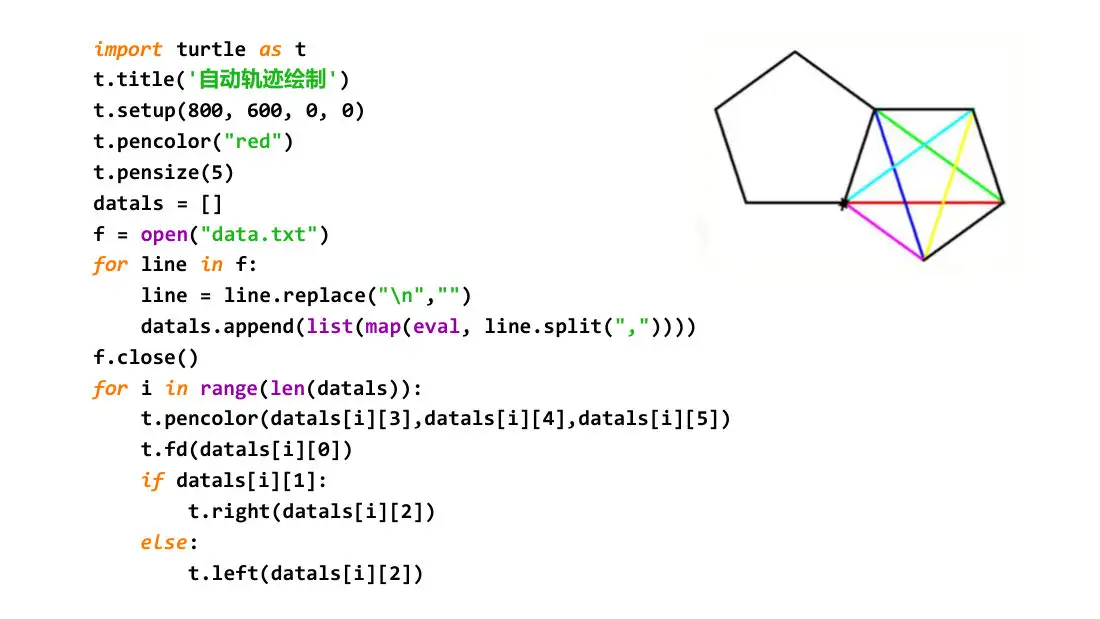 import turtle as t
t.title('自动轨迹绘制')
t.setup(800, 600, 0, 0)
t.pencolor("red")
t.pensize(5)
datals = []
f = open("data.txt")
for line in f:
    line = line.replace("\n","")
    datals.append(list(map(eval, line.split(","))))
f.close()
for i in range(len(datals)):
    t.pencolor(datals[i][3],datals[i][4],datals[i][5])
    t.fd(datals[i][0])
    if datals[i][1]:
        t.right(datals[i][2])
    else:
        t.left(datals[i][2])